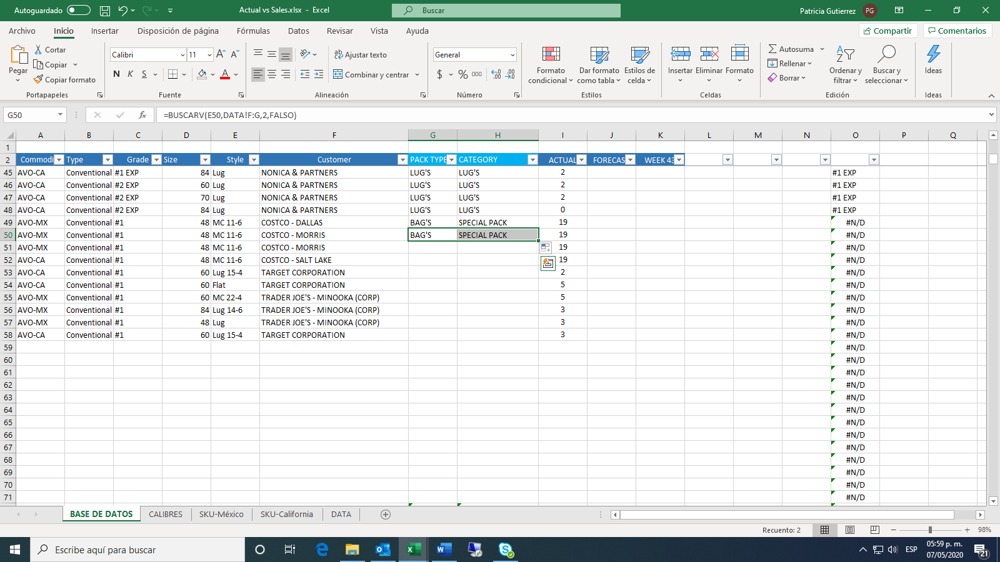 Autoguardado
Actual vs Sales.xlsx - Excel
Buscar
Patricia Gutierrez PG
Archivo Inicio Insertar Disposición de página Fórmulas Datos Revisar Vista Ayuda
Compartir Comentarios
Pegar Cortar Copiar Copiar formato
Calibri 11
N K S
Ajustar texto
Combinar y centrar
General
$ % 000
Formato condicional
Dar formato como tabla
Estilos de celda
Insertar Eliminar Formato
Autosuma
Rellenar
Borrar
Ordenar y filtrar
Buscar y seleccionar
Ideas
Portapapeles Fuente Alineación Número Estilos Celdas Edición Ideas
G50 fx =BUSCARV(E50,DATA!F:G,2,FALSO)
A B C D E F G H I J K L M N O P Q
1
2 Commodi Type Grade Size Style Customer PACK TYPE CATEGORY ACTUAL FORECAS WEEK 43
45 AVO-CA Conventional #1 EXP 84 Lug NONICA & PARTNERS LUG'S LUG'S 2 #1 EXP
46 AVO-CA Conventional #2 EXP 60 Lug NONICA & PARTNERS LUG'S LUG'S 2 #1 EXP
47 AVO-CA Conventional #2 EXP 70 Lug NONICA & PARTNERS LUG'S LUG'S 2 #1 EXP
48 AVO-CA Conventional #2 EXP 84 Lug NONICA & PARTNERS LUG'S LUG'S 0 #1 EXP
49 AVO-MX Conventional #1 48 MC 11-6 COSTCO - DALLAS BAG'S SPECIAL PACK 19 #N/D
50 AVO-MX Conventional #1 48 MC 11-6 COSTCO - MORRIS BAG'S SPECIAL PACK 19 #N/D
51 AVO-MX Conventional #1 48 MC 11-6 COSTCO - MORRIS 19 #N/D
52 AVO-CA Conventional #1 48 MC 11-6 COSTCO - SALT LAKE 19 #N/D
53 AVO-CA Conventional #1 60 Lug 15-4 TARGET CORPORATION 2 #N/D
54 AVO-CA Conventional #1 60 Flat TARGET CORPORATION 5 #N/D
55 AVO-MX Conventional #1 60 MC 22-4 TRADER JOE'S - MINOOKA (CORP) 5 #N/D
56 AVO-MX Conventional #1 84 Lug 14-6 TRADER JOE'S - MINOOKA (CORP) 3 #N/D
57 AVO-MX Conventional #1 48 Lug TRADER JOE'S - MINOOKA (CORP) 3 #N/D
58 AVO-CA Conventional #1 60 Lug 15-4 TARGET CORPORATION 3 #N/D
59 #N/D
60 #N/D
61 #N/D
62 #N/D
63 #N/D
64 #N/D
65 #N/D
66 #N/D
67 #N/D
68 #N/D
69 #N/D
70 #N/D
71 #N/D
BASE DE DATOS CALIBRES SKU-México SKU-California DATA
Recuento: 2 98%
Escribe aquí para buscar
ESP
05:59 p. m.
07/05/2020
21